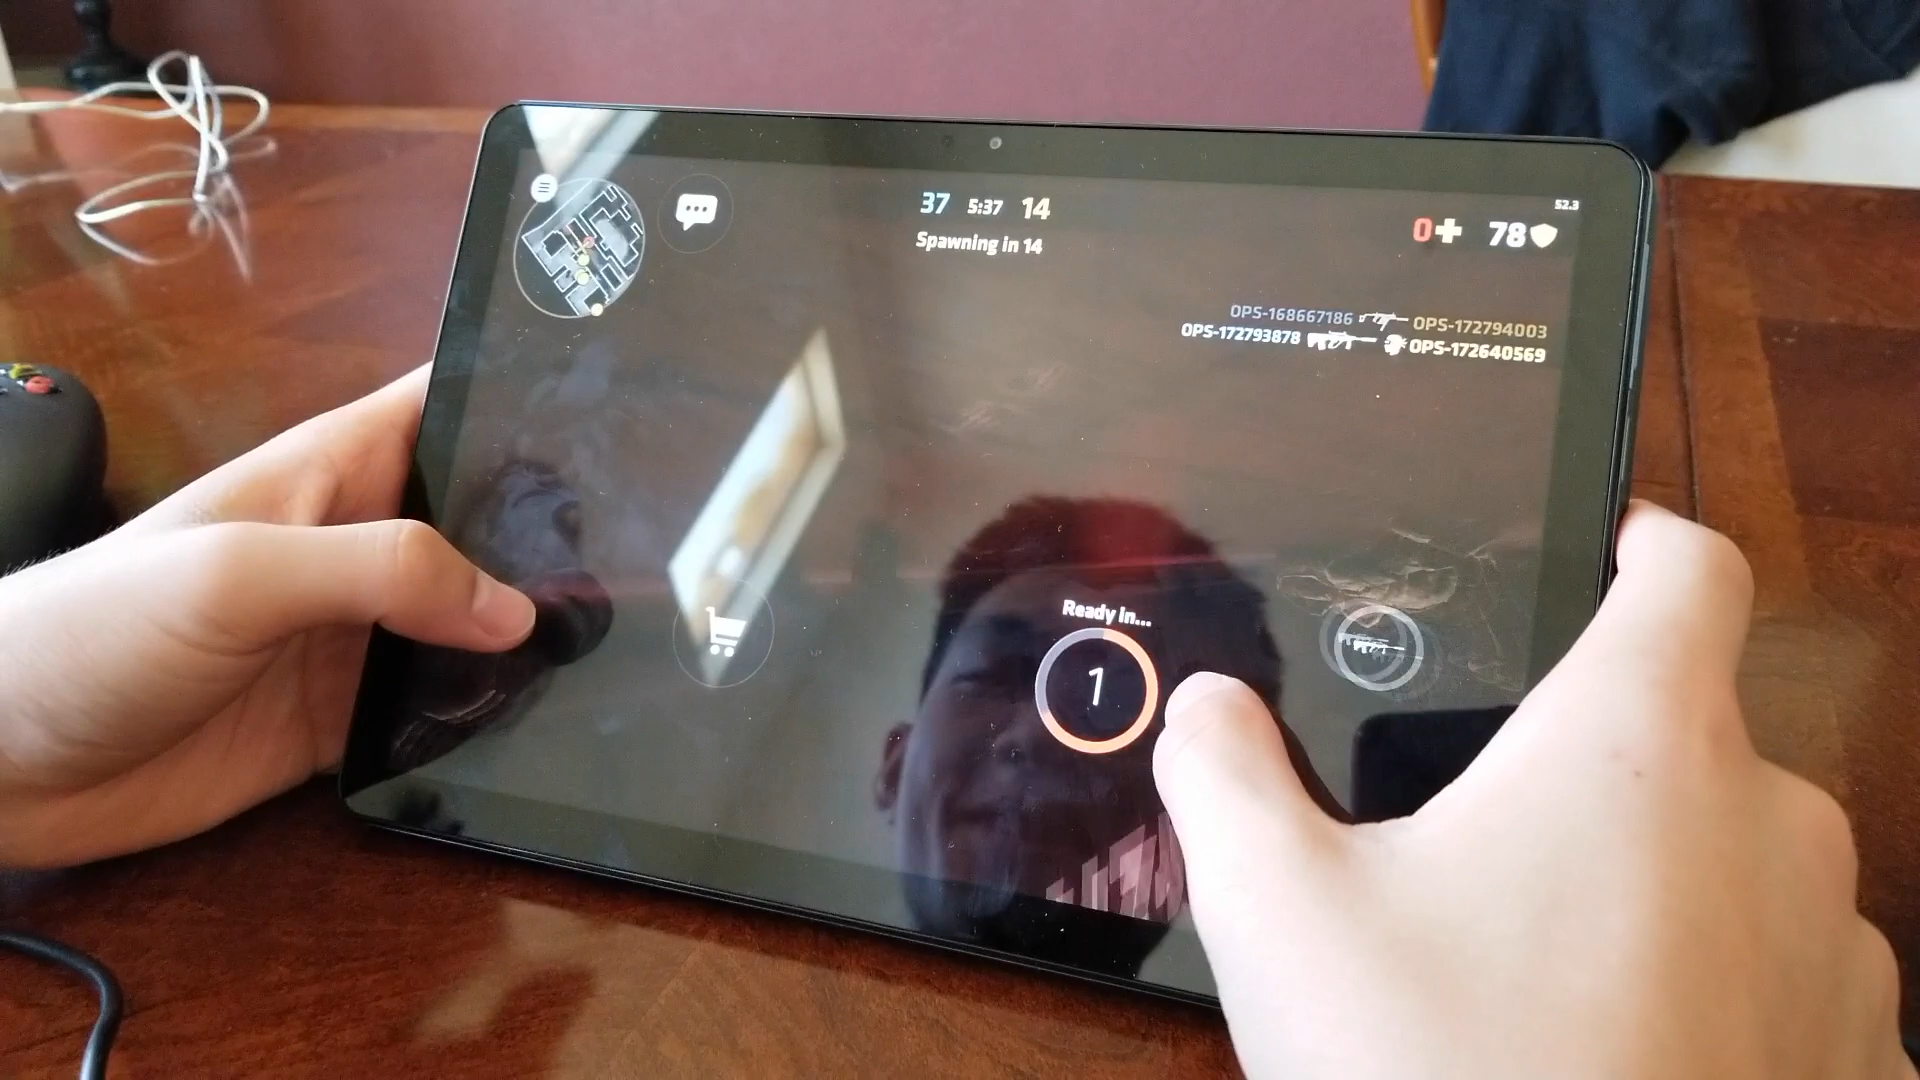 37 5:37 14
Spawning in 14
52.3
0 78
OPS-168667186 OPS-172794003
OPS-172793878 OPS-172640569
Ready in...
1